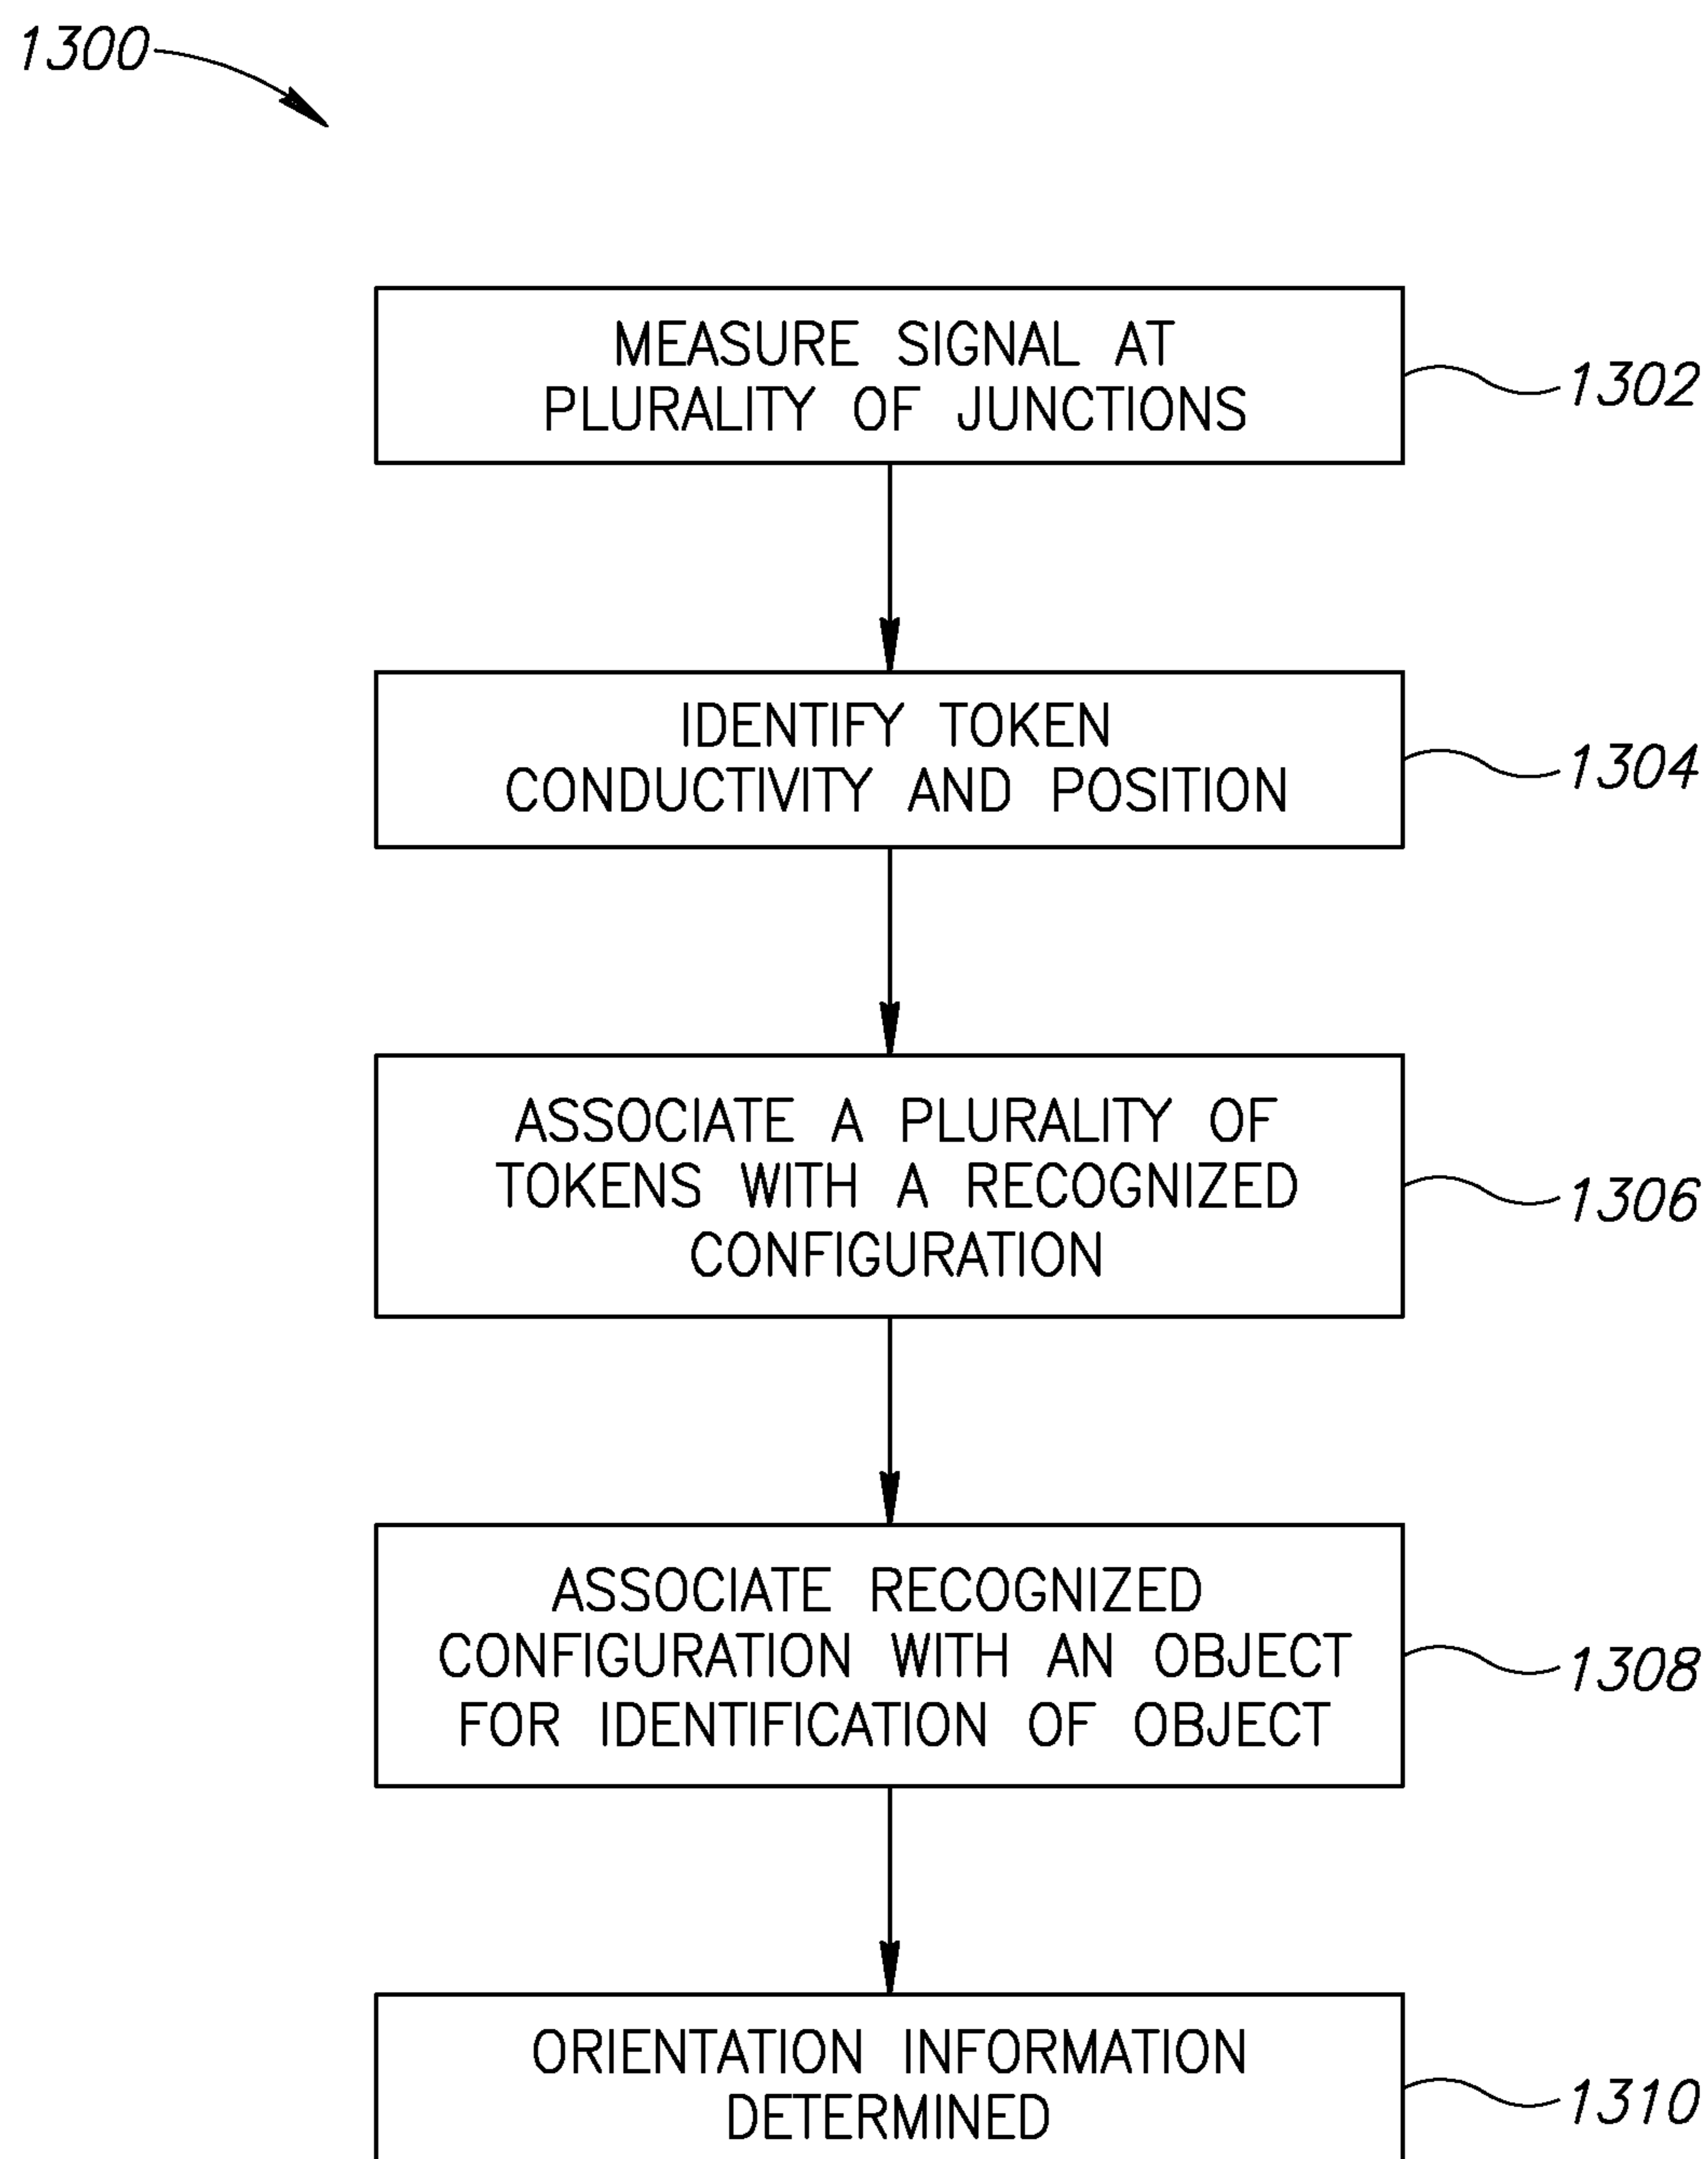 1300
MEASURE SIGNAL AT
PLURALITY OF JUNCTIONS
1302
IDENTIFY TOKEN
CONDUCTIVITY AND POSITION
1304
ASSOCIATE A PLURALITY OF
TOKENS WITH A RECOGNIZED
CONFIGURATION
1306
ASSOCIATE RECOGNIZED
CONFIGURATION WITH AN OBJECT
FOR IDENTIFICATION OF OBJECT
1308
ORIENTATION INFORMATION
DETERMINED
1310